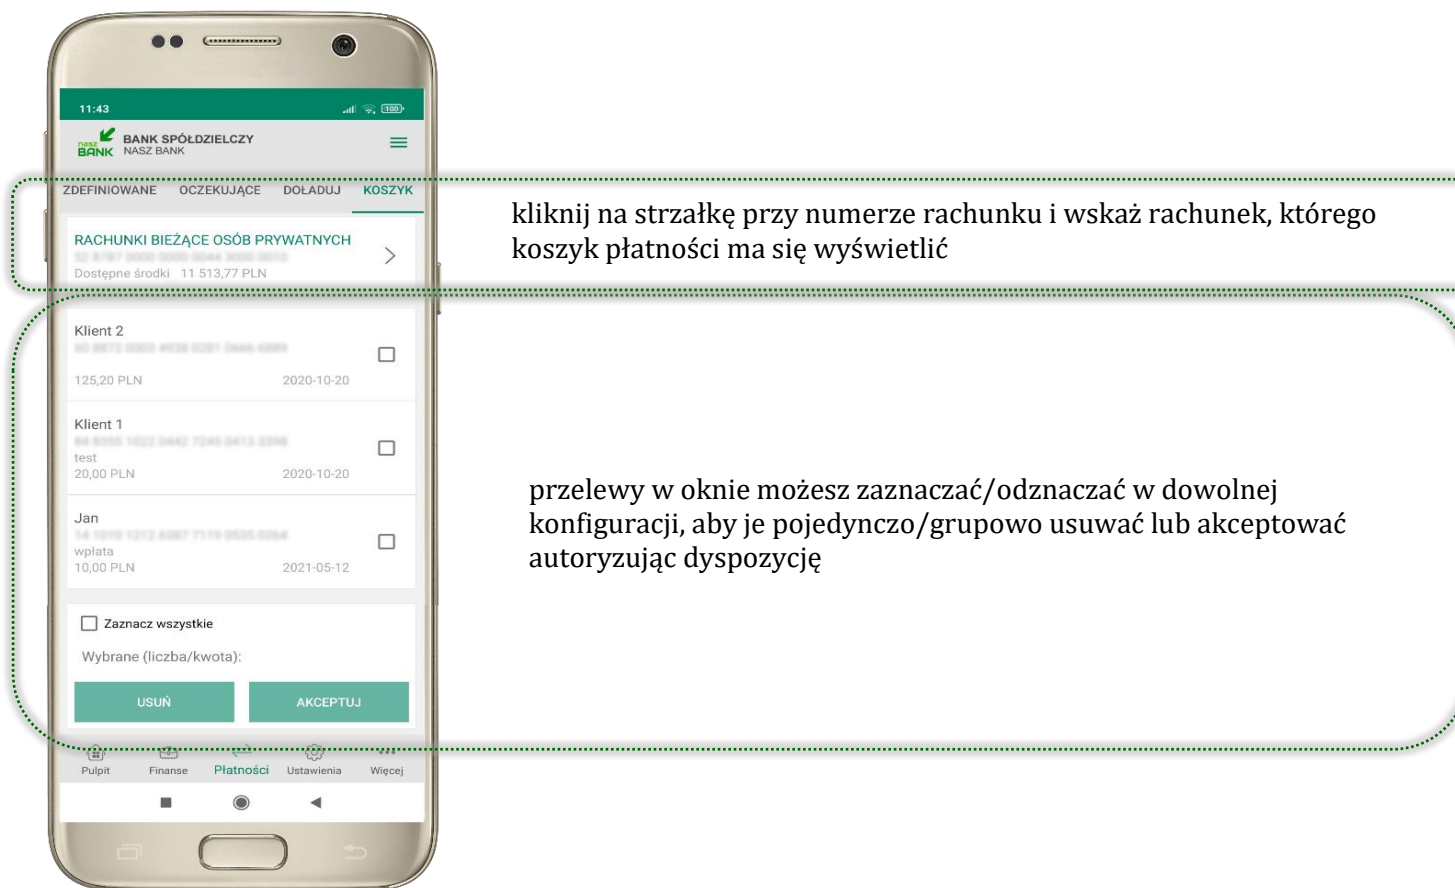 11:43
100
nasz BANK
BANK SPÓŁDZIELCZY
NASZ BANK
ZDEFINIOWANE OCZEKUJĄCE DOŁADUJ KOSZYK
RACHUNKI BIEŻĄCE OSÓB PRYWATNYCH
Dostępne środki 11 513,77 PLN
kliknij na strzałkę przy numerze rachunku i wskaż rachunek, którego
koszyk płatności ma się wyświetlić
Klient 2
125,20 PLN 2020-10-20
Klient 1
test
20,00 PLN 2020-10-20
Jan
wpłata
10,00 PLN 2021-05-12
przelewy w oknie możesz zaznaczać/odznaczać w dowolnej
konfiguracji, aby je pojedynczo/grupowo usuwać lub akceptować
autoryzując dyspozycję
Zaznacz wszystkie
Wybrane (liczba/kwota):
USUŃ AKCEPTUJ
Pulpit Finanse Płatności Ustawienia Więcej